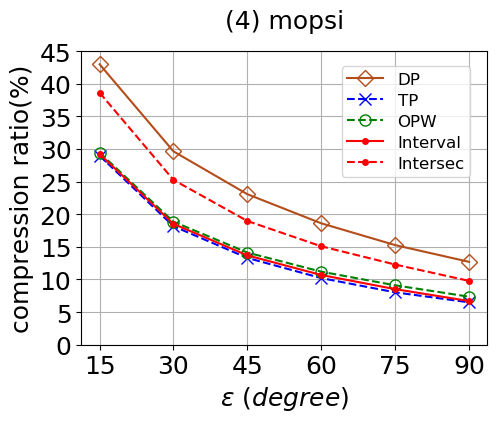 (4) mopsi
compression ratio(%)
45
40
35
30
25
20
15
10
5
0
DP
TP
OPW
Interval
Intersec
15 30 45 60 75 90
ε (degree)